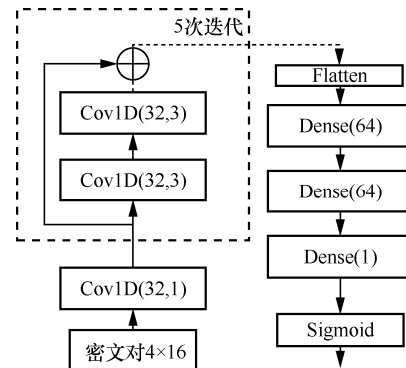 5次迭代
Cov1D(32,3)
Cov1D(32,3)
Cov1D(32,1)
密文对4×16
Flatten
Dense(64)
Dense(64)
Dense(1)
Sigmoid